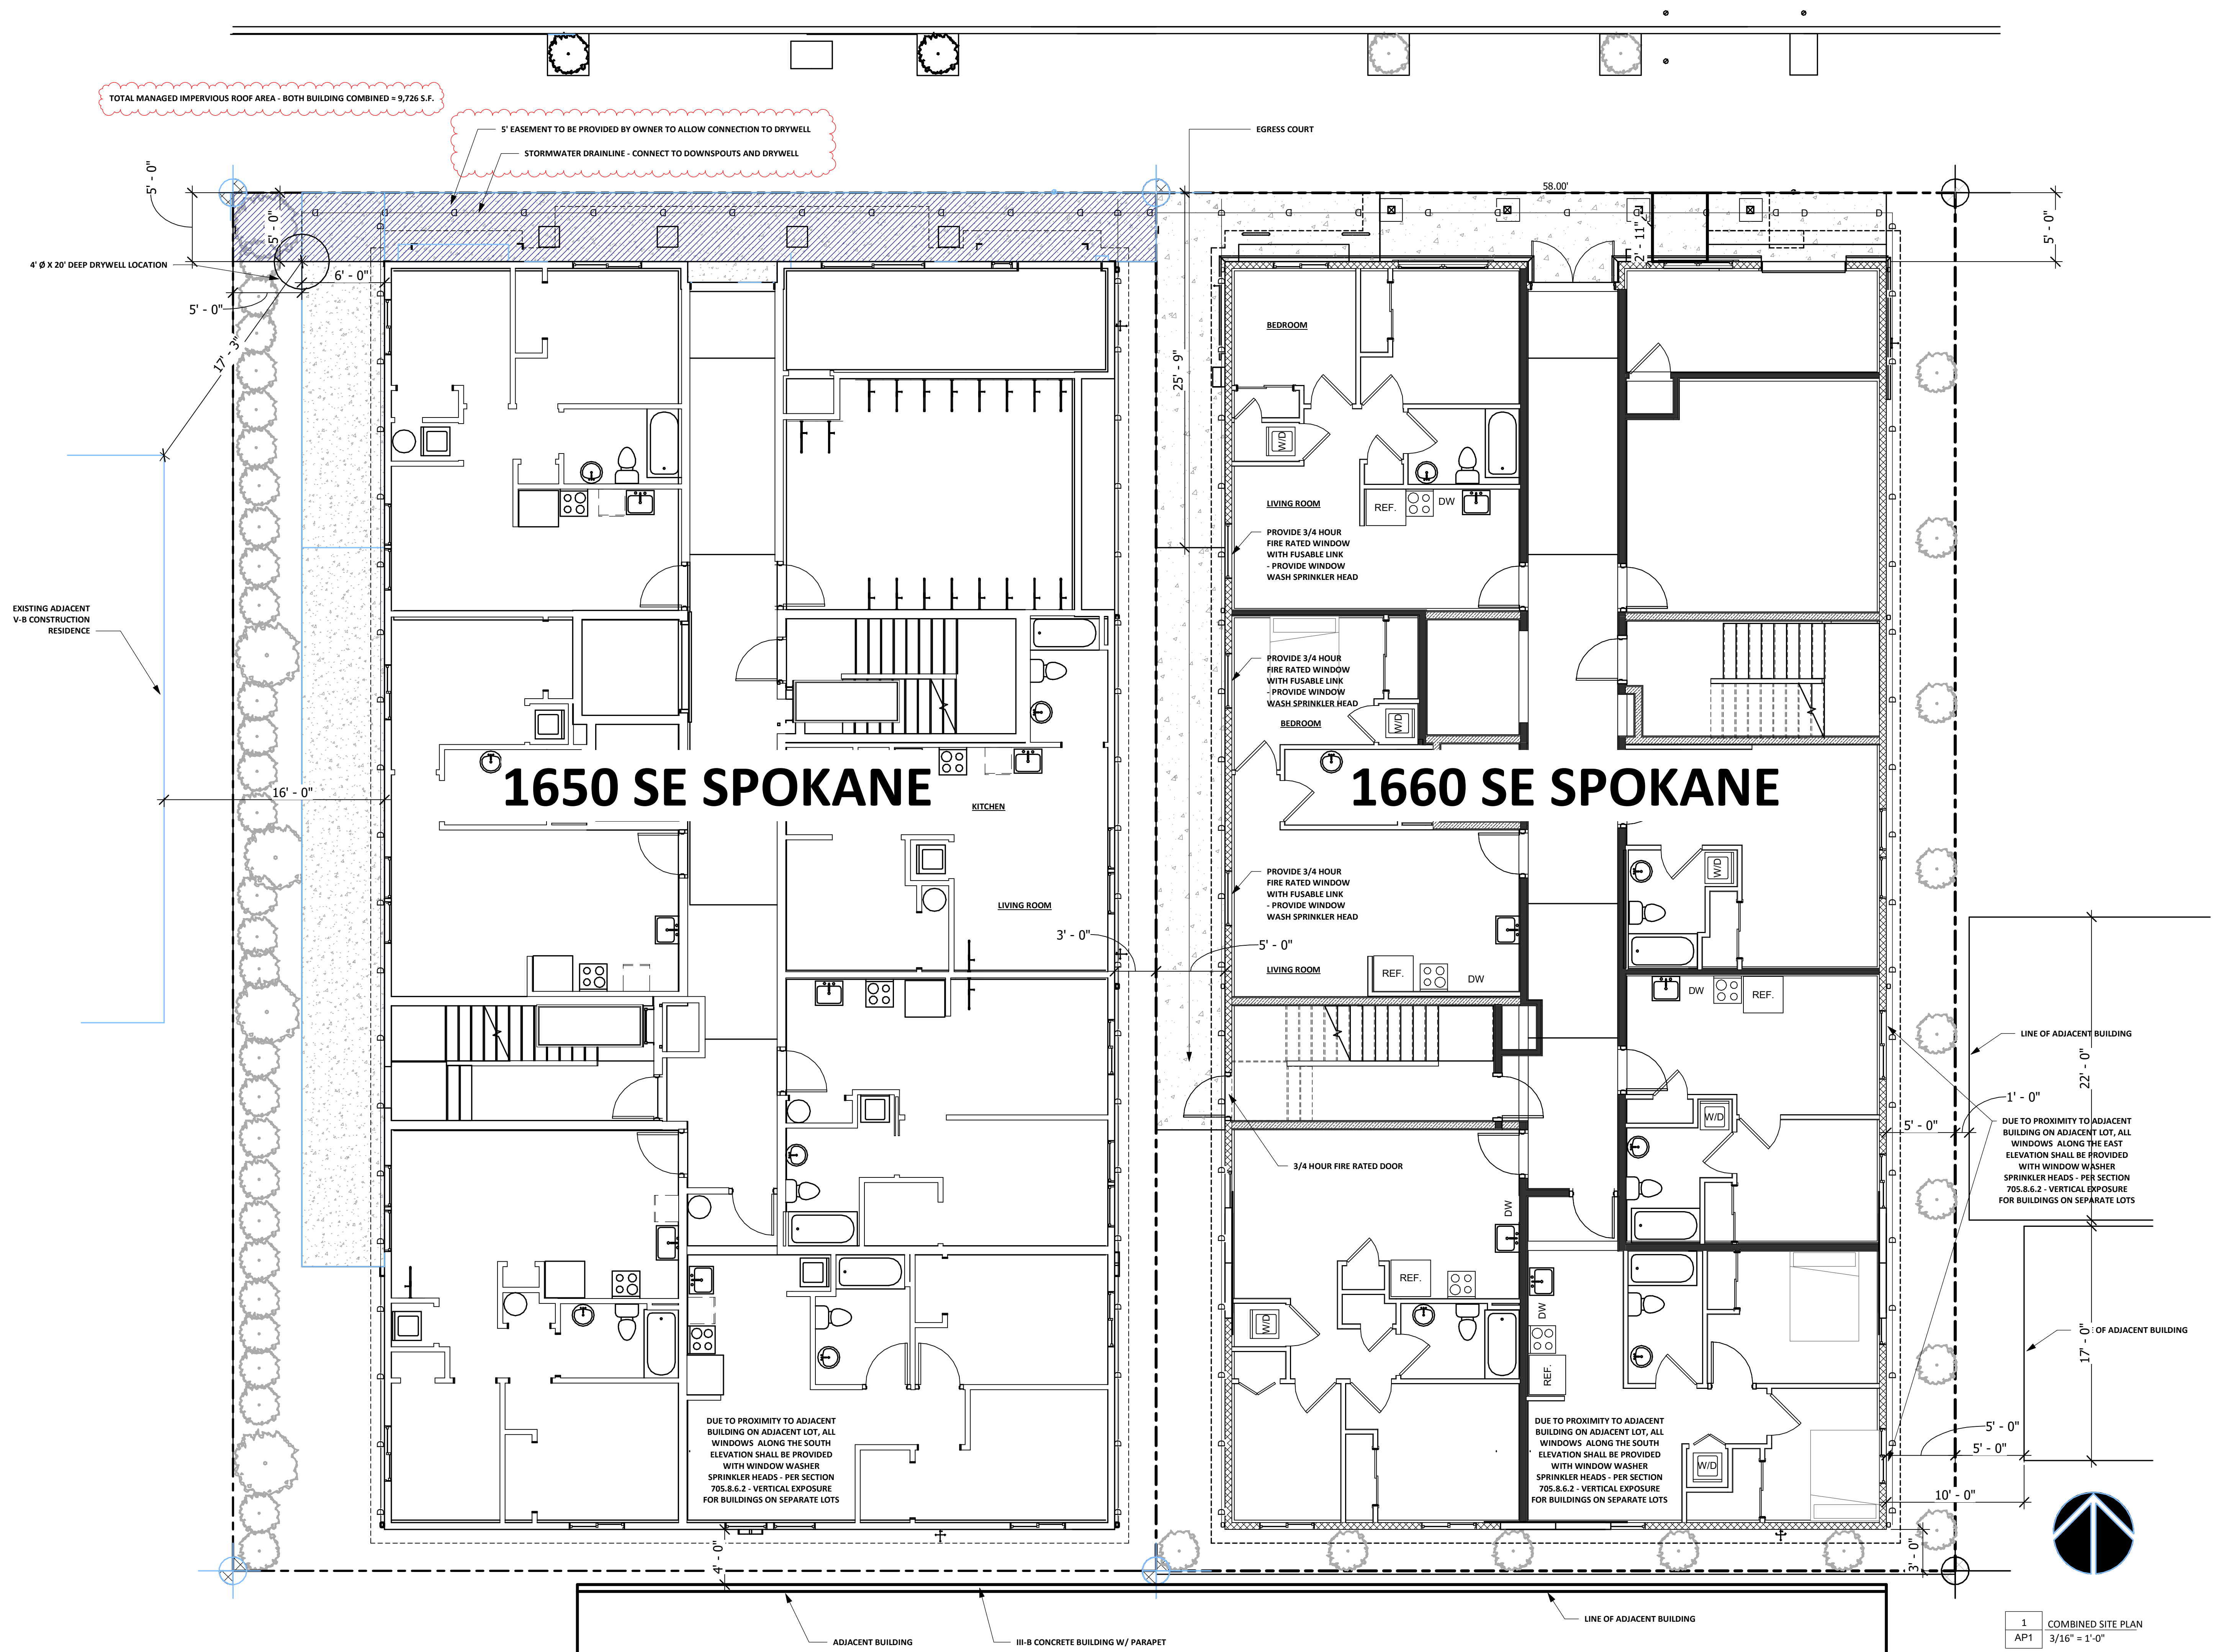 TOTAL MANAGED IMPERVIOUS ROOF AREA - BOTH BUILDING COMBINED = 9,726 S.F.
5' EASEMENT TO BE PROVIDED BY OWNER TO ALLOW CONNECTION TO DRYWELL
STORMWATER DRAINLINE - CONNECT TO DOWNSPOUTS AND DRYWELL
EGRESS COURT
5' - 0"
5' - 0"
58.00'
2' - 11"
5' - 0"
4' Ø X 20' DEEP DRYWELL LOCATION
6' - 0"
5' - 0"
17' - 3"
25' - 9"
BEDROOM
W/D
LIVING ROOM
REF.
DW
PROVIDE 3/4 HOUR
FIRE RATED WINDOW
WITH FUSABLE LINK
- PROVIDE WINDOW
WASH SPRINKLER HEAD
EXISTING ADJACENT
V-B CONSTRUCTION
RESIDENCE
PROVIDE 3/4 HOUR
FIRE RATED WINDOW
WITH FUSABLE LINK
- PROVIDE WINDOW
WASH SPRINKLER HEAD
BEDROOM
W/D
16' - 0"
1650 SE SPOKANE
1660 SE SPOKANE
KITCHEN
LIVING ROOM
PROVIDE 3/4 HOUR
FIRE RATED WINDOW
WITH FUSABLE LINK
- PROVIDE WINDOW
WASH SPRINKLER HEAD
W/D
3' - 0"
5' - 0"
LIVING ROOM
REF.
DW
DW
REF.
LINE OF ADJACENT BUILDING
22' - 0"
1' - 0"
W/D
5' - 0"
DUE TO PROXIMITY TO ADJACENT
BUILDING ON ADJACENT LOT, ALL
WINDOWS ALONG THE EAST
ELEVATION SHALL BE PROVIDED
WITH WINDOW WASHER
SPRINKLER HEADS - PER SECTION
705.8.6.2 - VERTICAL EXPOSURE
FOR BUILDINGS ON SEPARATE LOTS
3/4 HOUR FIRE RATED DOOR
DW
REF.
W/D
DW
REF.
OF ADJACENT BUILDING
17' - 0"
DUE TO PROXIMITY TO ADJACENT
BUILDING ON ADJACENT LOT, ALL
WINDOWS ALONG THE SOUTH
ELEVATION SHALL BE PROVIDED
WITH WINDOW WASHER
SPRINKLER HEADS - PER SECTION
705.8.6.2 - VERTICAL EXPOSURE
FOR BUILDINGS ON SEPARATE LOTS
DUE TO PROXIMITY TO ADJACENT
BUILDING ON ADJACENT LOT, ALL
WINDOWS ALONG THE SOUTH
ELEVATION SHALL BE PROVIDED
WITH WINDOW WASHER
SPRINKLER HEADS - PER SECTION
705.8.6.2 - VERTICAL EXPOSURE
FOR BUILDINGS ON SEPARATE LOTS
W/D
5' - 0"
5' - 0"
10' - 0"
4' - 0"
3' - 0"
ADJACENT BUILDING
III-B CONCRETE BUILDING W/ PARAPET
LINE OF ADJACENT BUILDING
1
COMBINED SITE PLAN
AP1
3/16" = 1'-0"